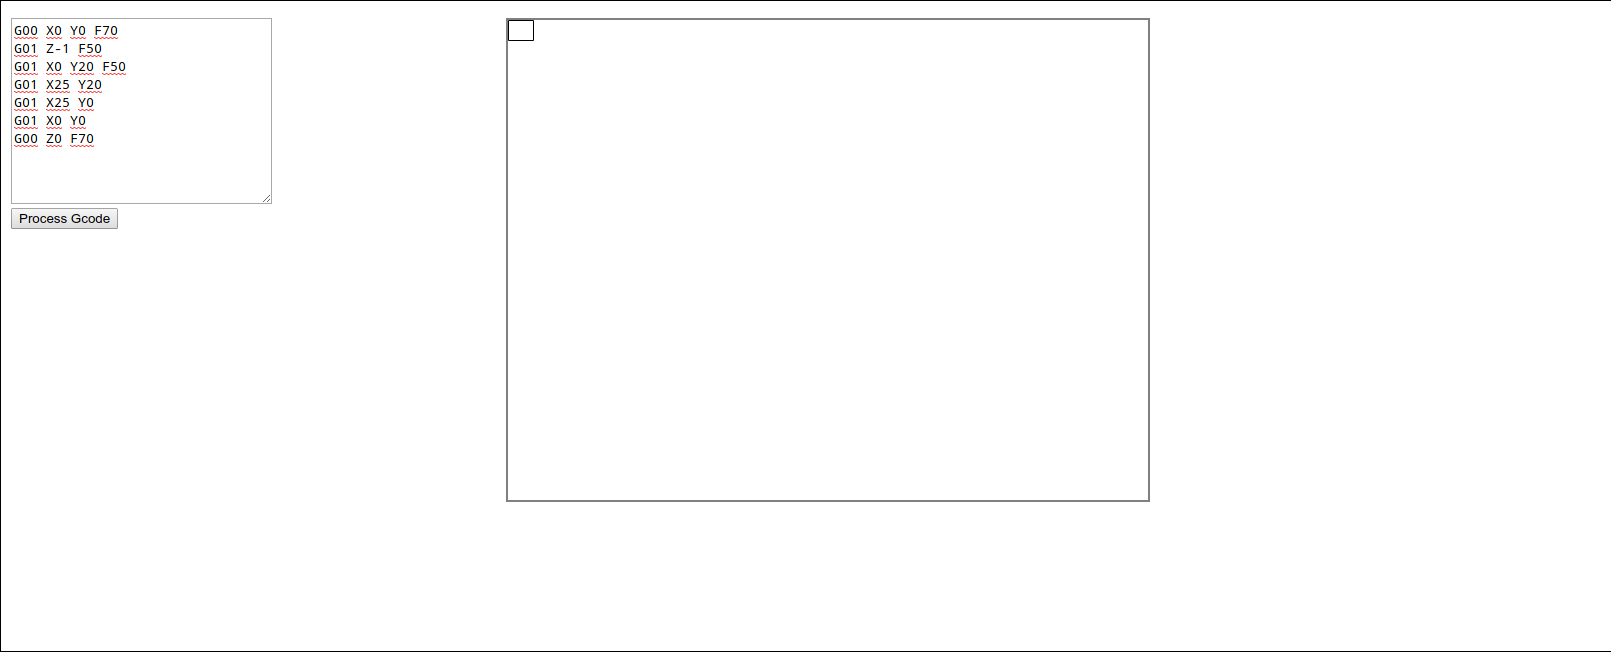 G00 X0 Y0 F70
G01 Z-1 F50
G01 X0 Y20 F50
G01 X25 Y20
G01 X25 Y0
G01 X0 Y0
G00 Z0 F70
Process Gcode